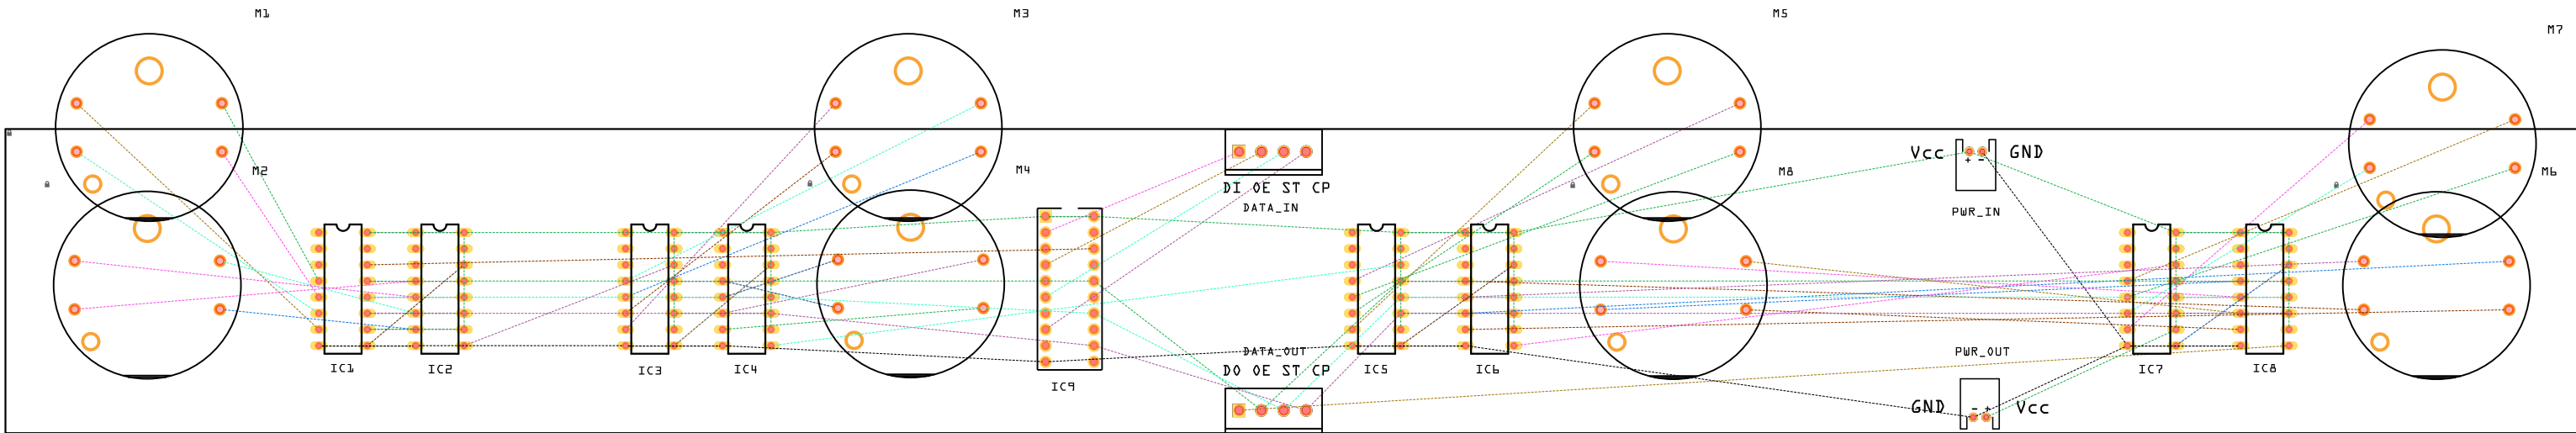 M1
M3
M5
M7
M2
M4
M8
M6
Vcc + - GND
DI OE ST CP
DATA_IN
PWR_IN
DATA_OUT
PWR_OUT
IC1
IC2
IC3
IC4
IC9
DO OE ST CP
IC5
IC6
IC7
IC8
GND - + Vcc